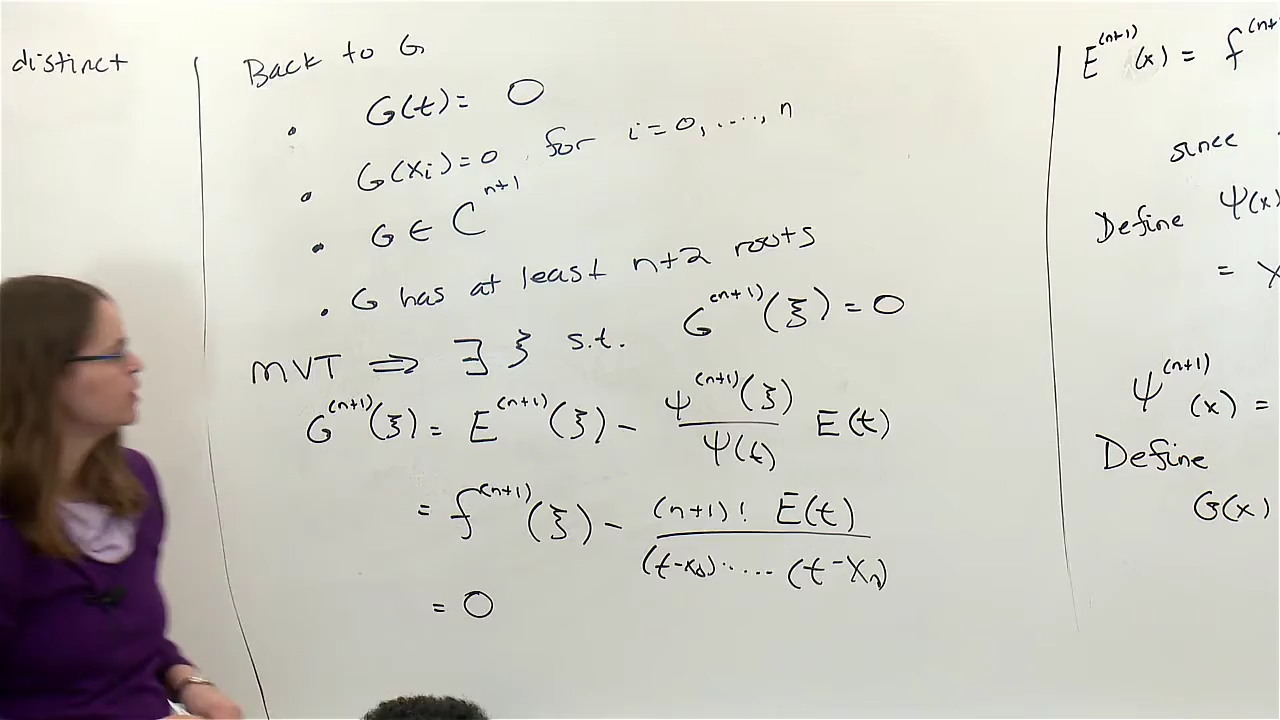 distinct
Back to G
• G(t) = 0
• G(xᵢ) = 0 for i = 0, ...., n
• G ∈ Cⁿ⁺¹
• G has at least n+2 roots
MVT ⇒ ∃ ξ s.t. G⁽ⁿ⁺¹⁾(ξ) = 0
G⁽ⁿ⁺¹⁾(ξ) = E⁽ⁿ⁺¹⁾(ξ) - Ψ⁽ⁿ⁺¹⁾(ξ) / Ψ(t) E(t)
= f⁽ⁿ⁺¹⁾(ξ) - (n+1)! E(t) / (t-x₀)..... (t-xₙ)
= 0
E⁽ⁿ⁺¹⁾(x) = f⁽ⁿ⁺
since
Define Ψ(x)
= x
Ψ⁽ⁿ⁺¹⁾(x) =
Define
G(x)